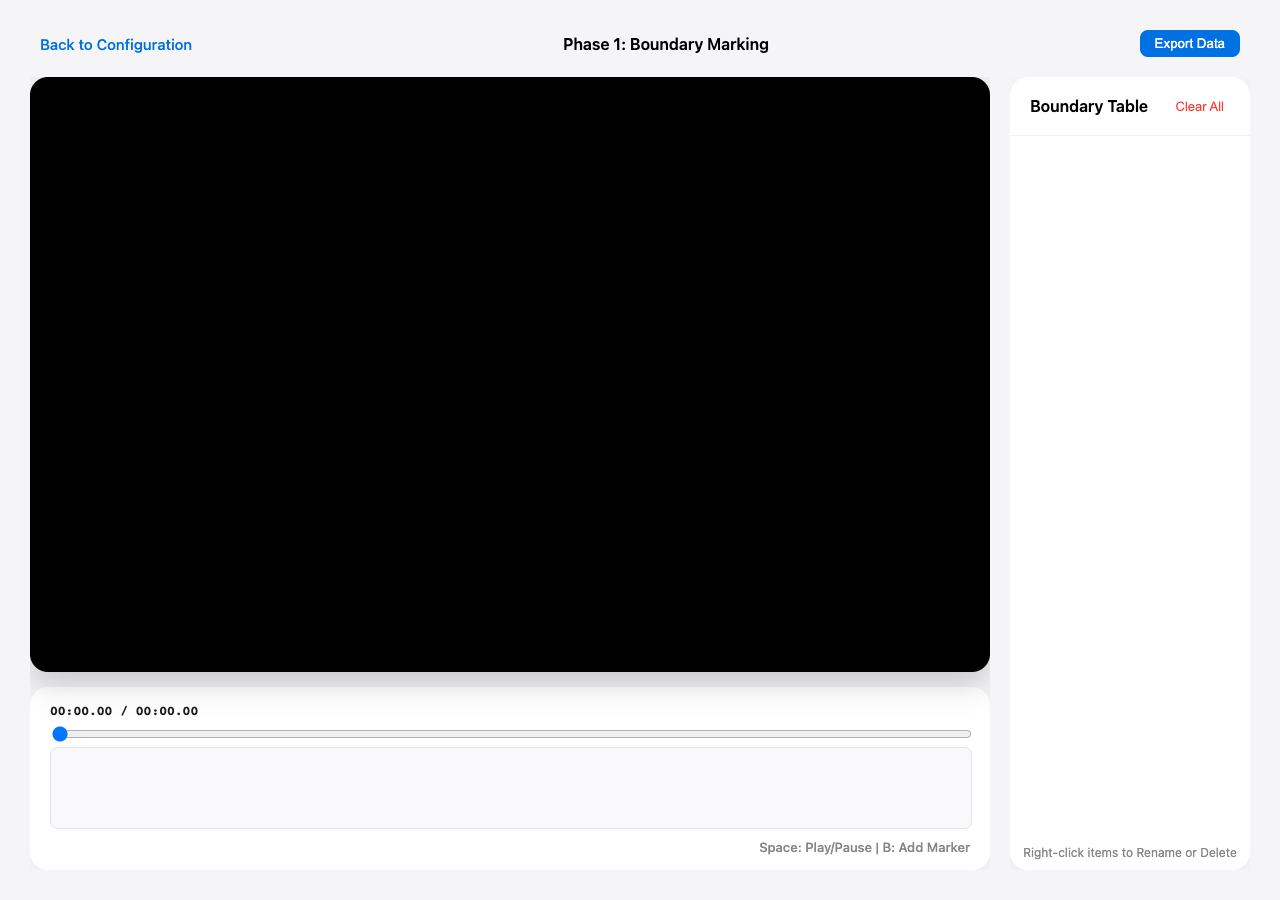 Back to Configuration
Phase 1: Boundary Marking
Export Data
Boundary Table
Clear All
00:00.00 / 00:00.00
Space: Play/Pause | B: Add Marker
Right-click items to Rename or Delete